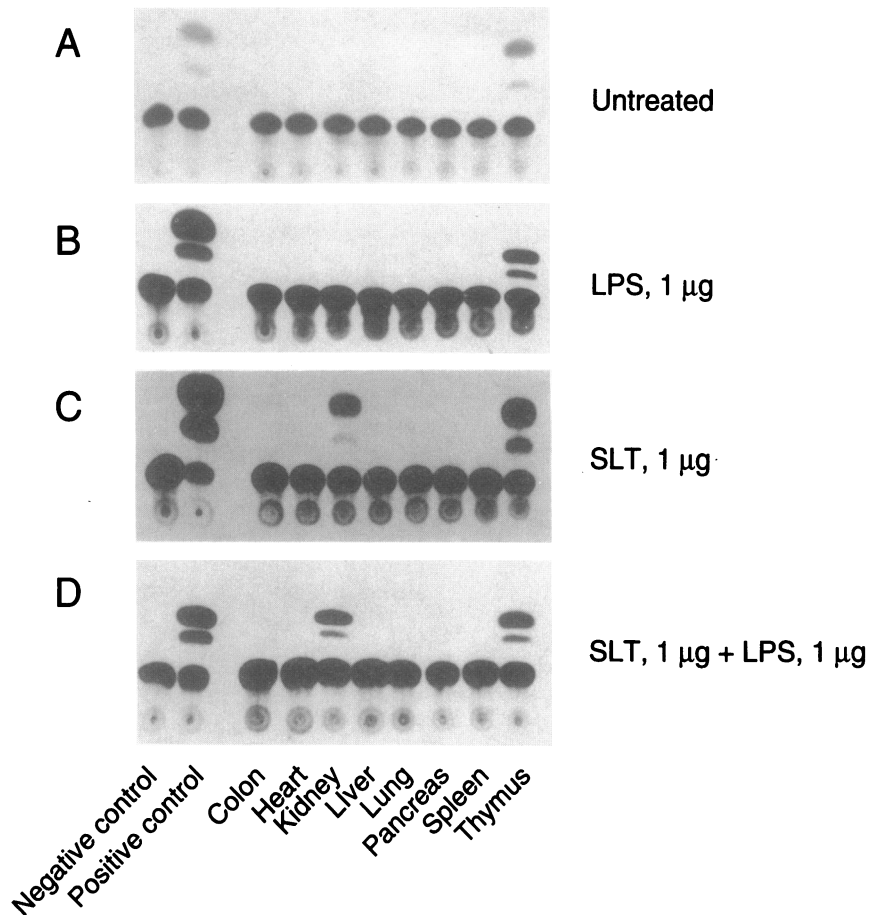 A
Untreated
B
LPS, 1 μg
C
SLT, 1 μg
D
SLT, 1 μg + LPS, 1 μg
Negative control
Positive control
Colon
Heart
Kidney
Liver
Lung
Pancreas
Spleen
Thymus